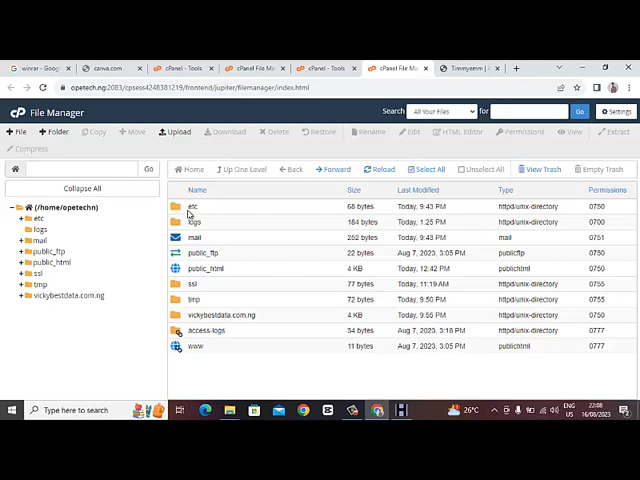 winrar - Googl
canva.com
cPanel - Tools
cPanel File Ma
cPanel - Tools
cPanel File Ma
Timmyemm |
opetech.ng:2083/cpsess4248381219/frontend/jupiter/filemanager/index.html
cP File Manager
Search All Your Files for Go Settings
File Folder Copy Move Upload Download Delete Restore Rename Edit HTML Editor Permissions View Extract
Compress
Go Home Up One Level Back Forward Reload Select All Unselect All View Trash Empty Trash
Collapse All
(/home/opetechn)
etc
logs
mail
public_ftp
public_html
ssl
tmp
vickybestdata.com.ng
Name Size Last Modified Type Permissions
etc 68 bytes Today, 9:43 PM httpd/unix-directory 0750
logs 184 bytes Today, 1:25 PM httpd/unix-directory 0700
mail 252 bytes Today, 9:43 PM mail 0751
public_ftp 22 bytes Aug 7, 2023, 3:05 PM publicftp 0750
public_html 4 KB Today, 12:42 PM publichtml 0750
ssl 77 bytes Today, 11:19 AM httpd/unix-directory 0755
tmp 72 bytes Today, 9:50 PM httpd/unix-directory 0755
vickybestdata.com.ng 4 KB Today, 9:55 PM httpd/unix-directory 0750
access-logs 34 bytes Aug 7, 2023, 3:18 PM httpd/unix-directory 0777
www 11 bytes Aug 7, 2023, 3:05 PM publichtml 0777
Type here to search
26°C
ENG
US
22:08
16/08/2023